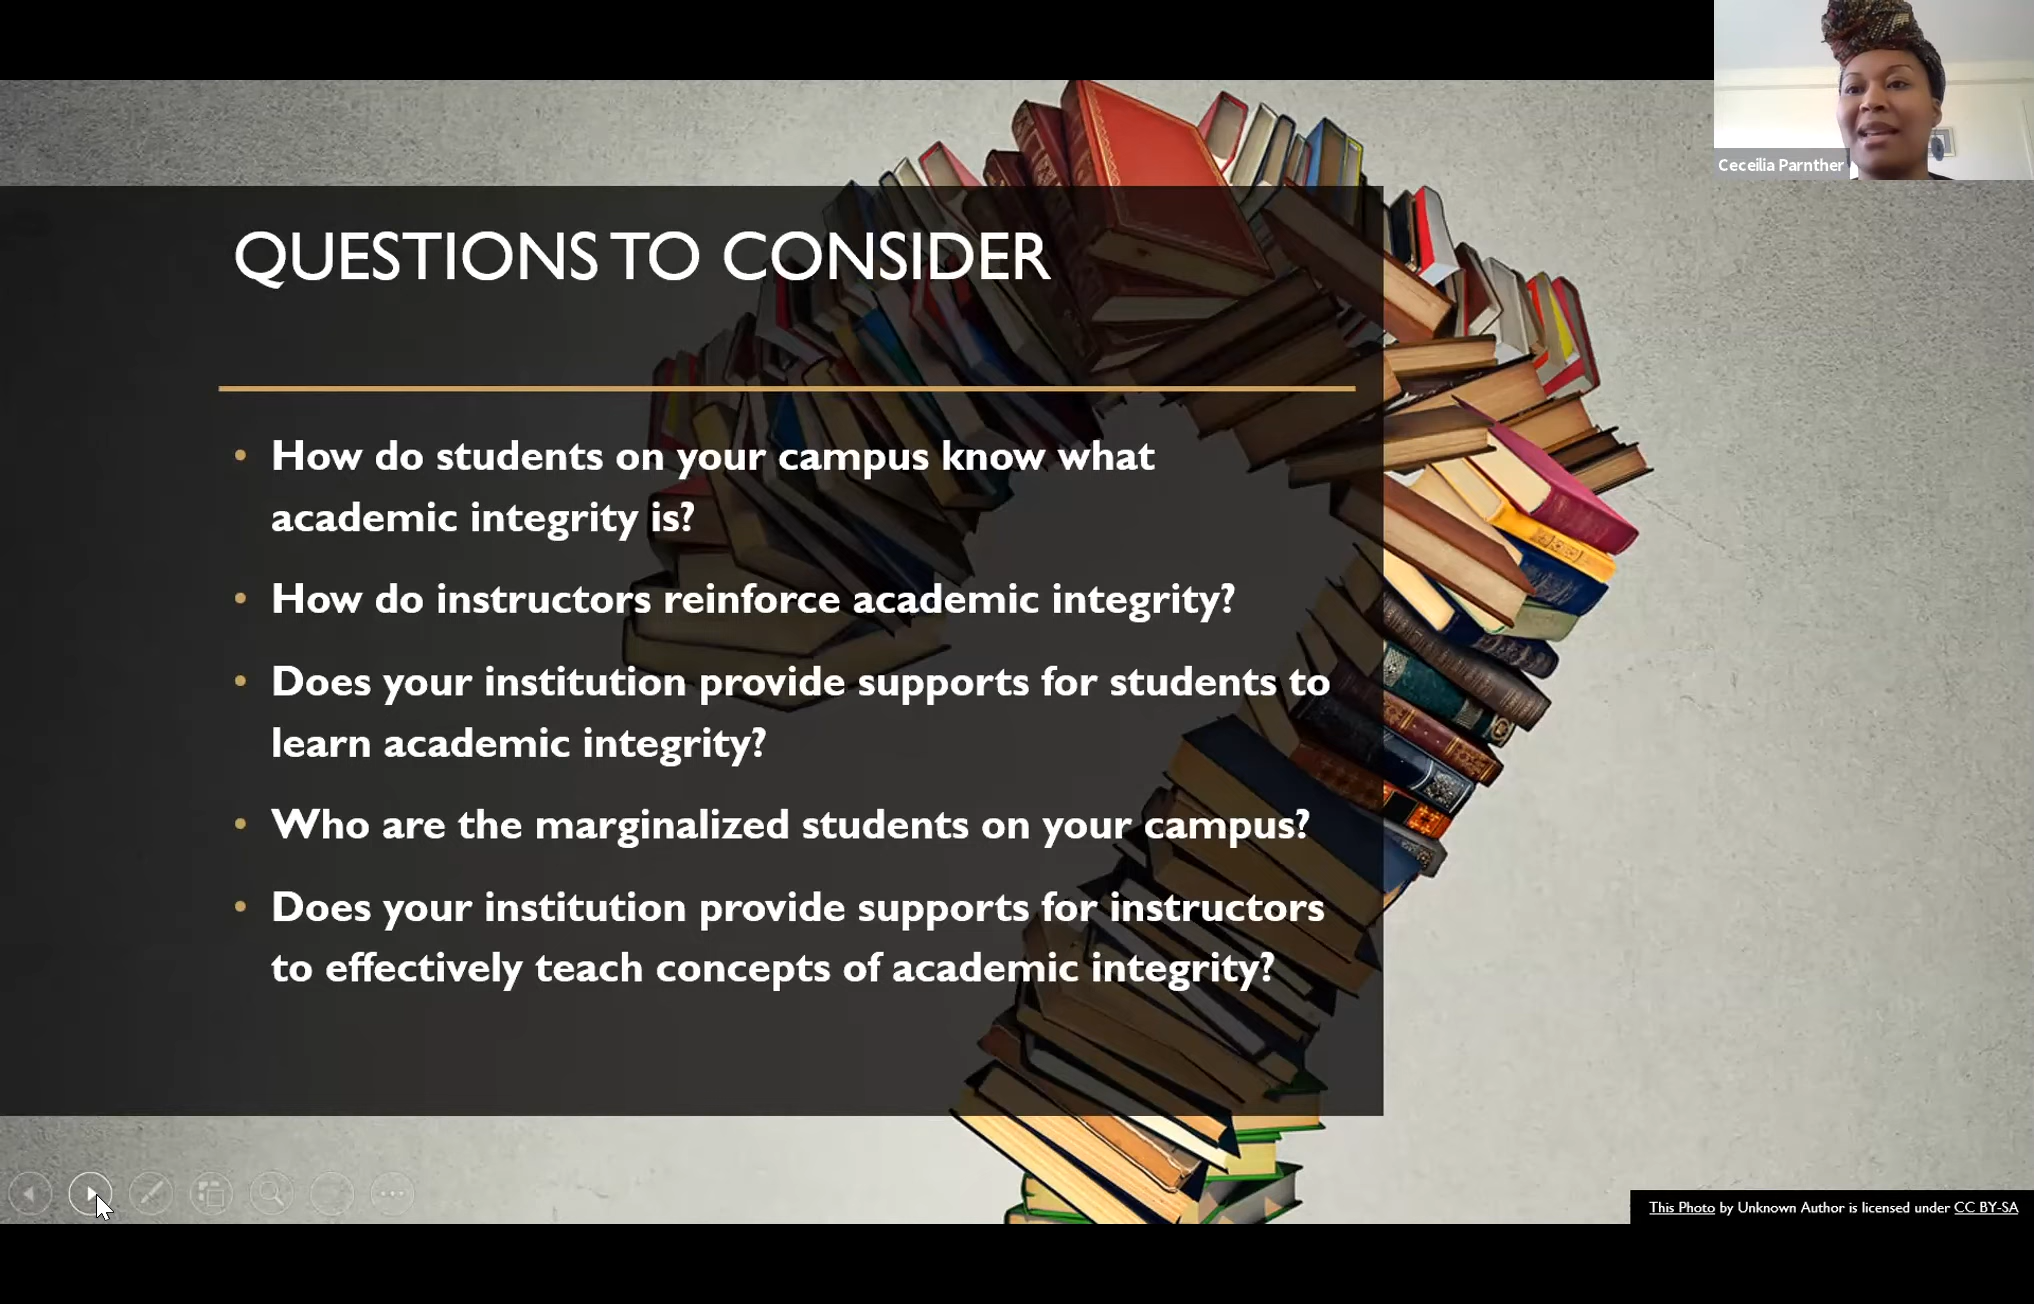 Ceceilia Parnther
QUESTIONS TO CONSIDER
• How do students on your campus know what
academic integrity is?
• How do instructors reinforce academic integrity?
• Does your institution provide supports for students to
learn academic integrity?
• Who are the marginalized students on your campus?
• Does your institution provide supports for instructors
to effectively teach concepts of academic integrity?
This Photo by Unknown Author is licensed under CC BY-SA